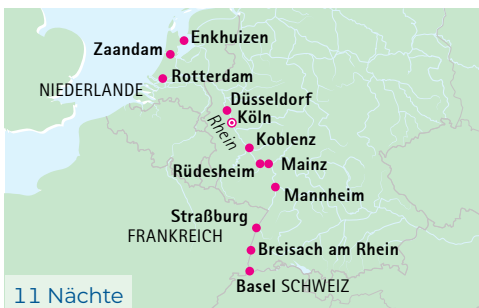 Enkhuizen
Zaandam
Rotterdam
NIEDERLANDE
Düsseldorf
Köln
Rhein
Koblenz
Rüdesheim
Mainz
Mannheim
Straßburg
FRANKREICH
Breisach am Rhein
Basel SCHWEIZ
11 Nächte